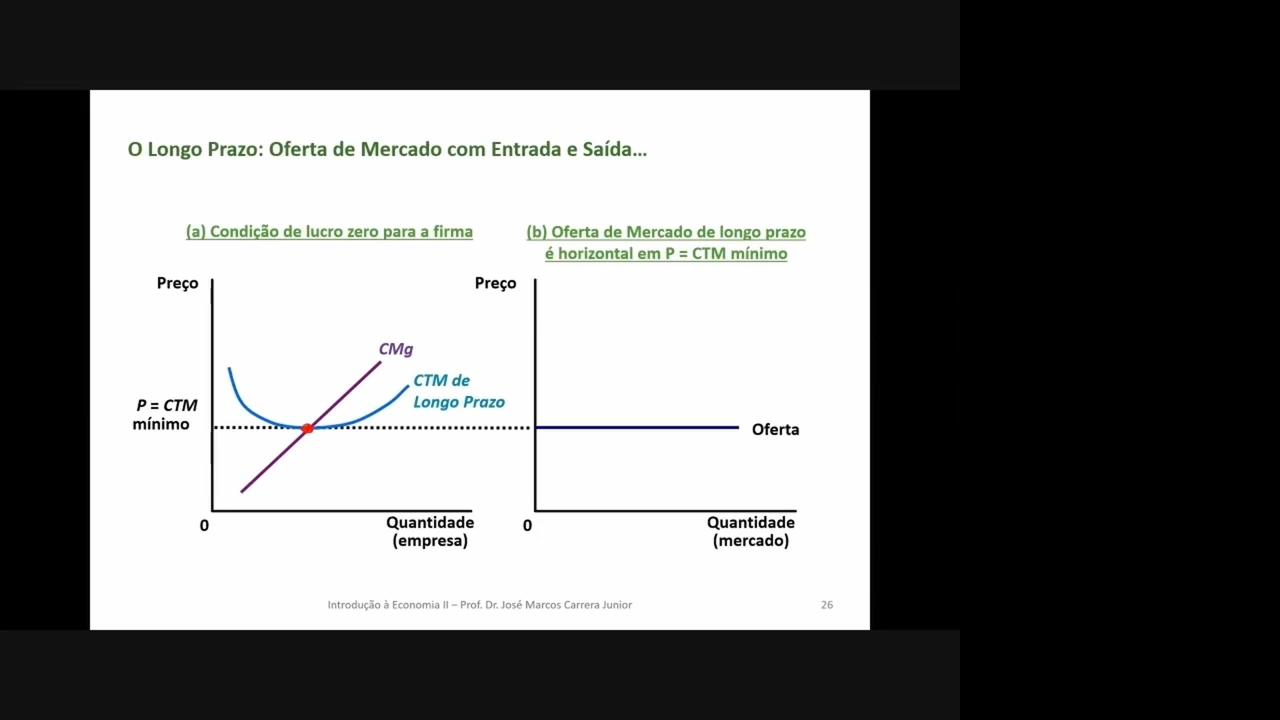 O Longo Prazo: Oferta de Mercado com Entrada e Saída...
(a) Condição de lucro zero para a firma
(b) Oferta de Mercado de longo prazo
é horizontal em P = CTM mínimo
Preço
CMg
CTM de
Longo Prazo
P = CTM
mínimo
0
Quantidade
(empresa)
Preço
Oferta
0
Quantidade
(mercado)
Introdução à Economia II – Prof. Dr. José Marcos Carrera Junior
26